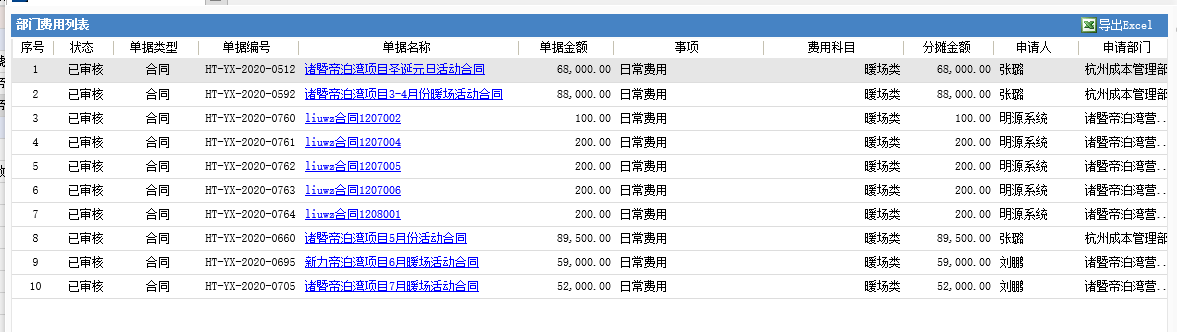 部门费用列表 导出Excel
序号 状态 单据类型 单据编号 单据名称 单据金额 事项 费用科目 分摊金额 申请人 申请部门
1 已审核 合同 HT-YX-2020-0512 诸暨帝泊湾项目圣诞元日活动合同 68,000.00 日常费用 暖场类 68,000.00 张璐 杭州成本管理部
2 已审核 合同 HT-YX-2020-0592 诸暨帝泊湾项目3-4月份暖场活动合同 88,000.00 日常费用 暖场类 88,000.00 张璐 杭州成本管理部
3 已审核 合同 HT-YX-2020-0760 liuwz合同1207002 100.00 日常费用 暖场类 100.00 明源系统 诸暨帝泊湾营..
4 已审核 合同 HT-YX-2020-0761 liuwz合同1207004 200.00 日常费用 暖场类 200.00 明源系统 诸暨帝泊湾营..
5 已审核 合同 HT-YX-2020-0762 liuwz合同1207005 200.00 日常费用 暖场类 200.00 明源系统 诸暨帝泊湾营..
6 已审核 合同 HT-YX-2020-0763 liuwz合同1207006 200.00 日常费用 暖场类 200.00 明源系统 诸暨帝泊湾营..
7 已审核 合同 HT-YX-2020-0764 liuwz合同1208001 200.00 日常费用 暖场类 200.00 明源系统 诸暨帝泊湾营..
8 已审核 合同 HT-YX-2020-0660 诸暨帝泊湾项目5月份活动合同 89,500.00 日常费用 暖场类 89,500.00 张璐 杭州成本管理部
9 已审核 合同 HT-YX-2020-0695 新力帝泊湾项目6月暖场活动合同 59,000.00 日常费用 暖场类 59,000.00 刘鹏 诸暨帝泊湾营..
10 已审核 合同 HT-YX-2020-0705 诸暨帝泊湾项目7月暖场活动合同 52,000.00 日常费用 暖场类 52,000.00 刘鹏 诸暨帝泊湾营..